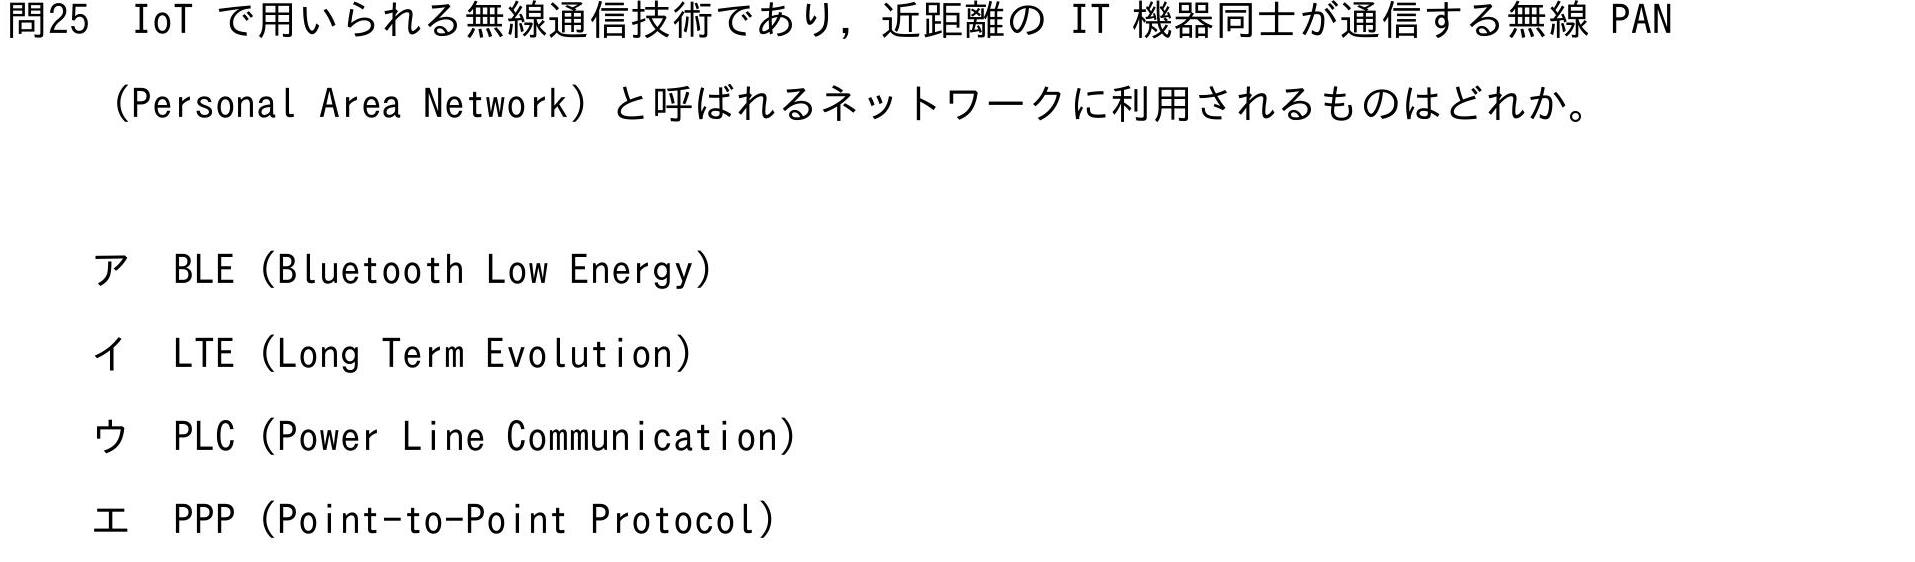 問25　IoT で用いられる無線通信技術であり，近距離の IT 機器同士が通信する無線 PAN
（Personal Area Network）と呼ばれるネットワークに利用されるものはどれか。
ア　BLE（Bluetooth Low Energy）
イ　LTE（Long Term Evolution）
ウ　PLC（Power Line Communication）
エ　PPP（Point-to-Point Protocol）